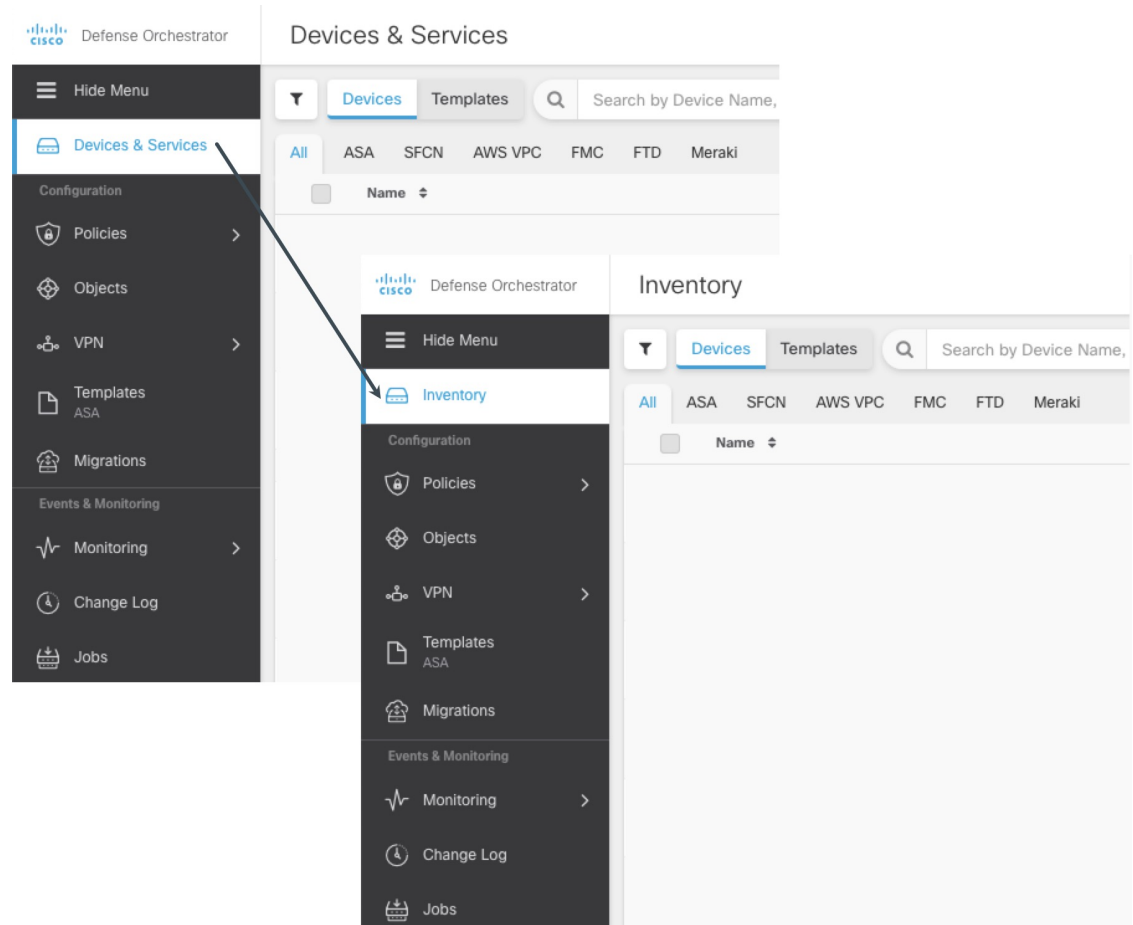 cisco Defense Orchestrator
Devices & Services
Hide Menu
Devices Templates Search by Device Name,
Devices & Services
All ASA SFCN AWS VPC FMC FTD Meraki
Name
Configuration
Policies
Objects
VPN
Templates
ASA
Migrations
Events & Monitoring
Monitoring
Change Log
Jobs
cisco Defense Orchestrator
Inventory
Hide Menu
Devices Templates Search by Device Name,
Inventory
All ASA SFCN AWS VPC FMC FTD Meraki
Name
Configuration
Policies
Objects
VPN
Templates
ASA
Migrations
Events & Monitoring
Monitoring
Change Log
Jobs